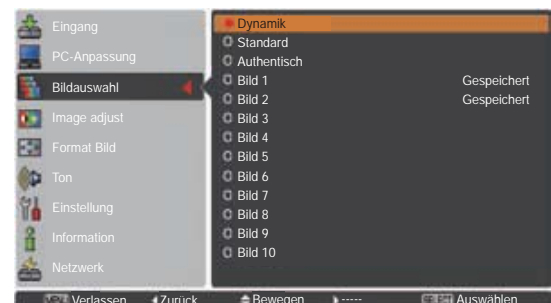 Eingang
PC-Anpassung
Bildauswahl
Image adjust
Format Bild
Ton
Einstellung
Information
Netzwerk
Dynamik
Standard
Authentisch
Bild 1 Gespeichert
Bild 2 Gespeichert
Bild 3
Bild 4
Bild 5
Bild 6
Bild 7
Bild 8
Bild 9
Bild 10
Verlassen Zurück Bewegen ----- Auswählen